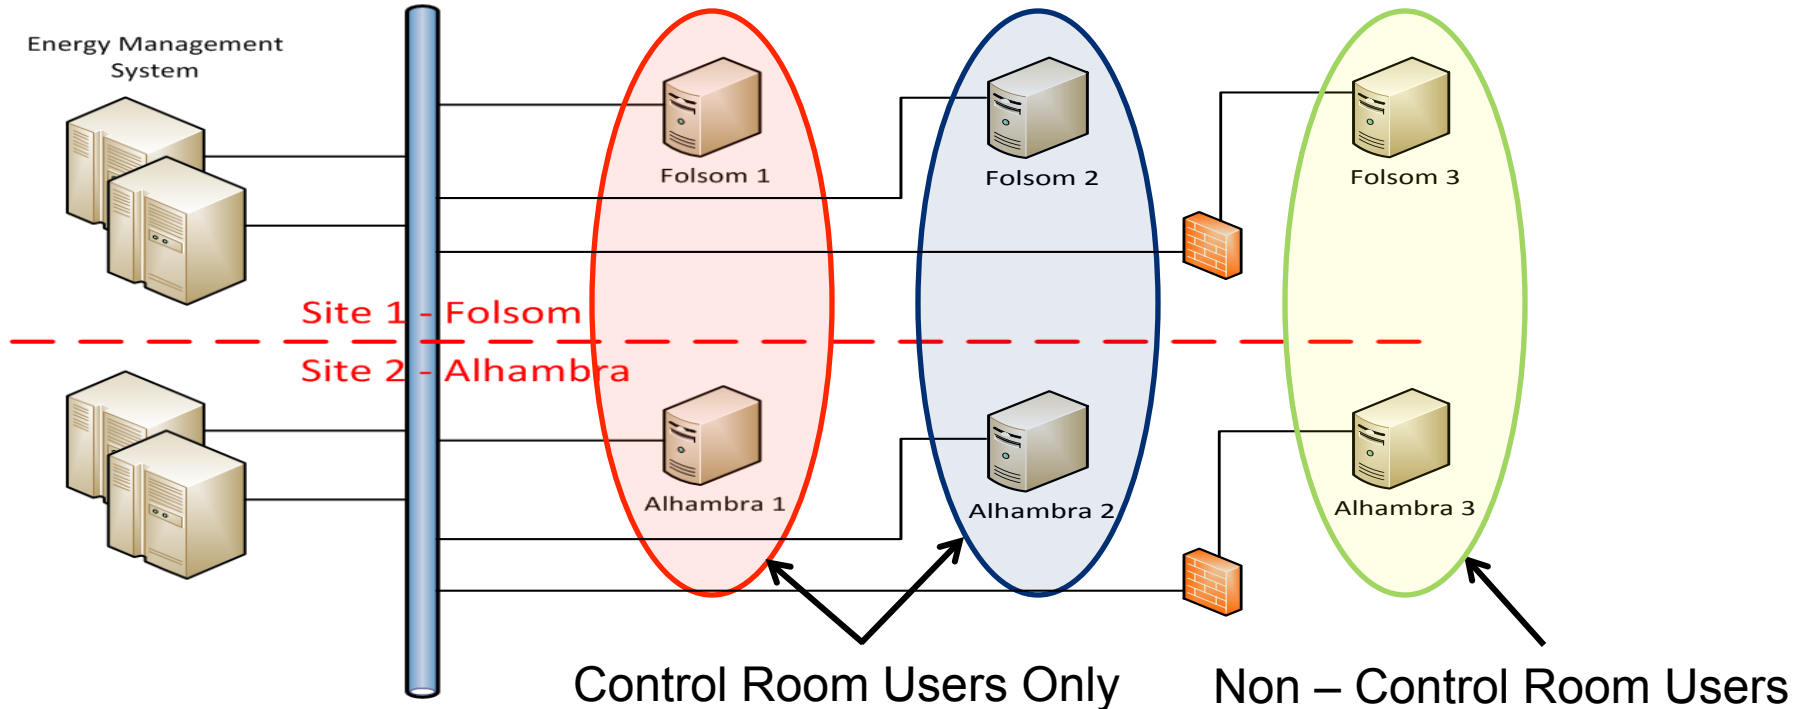 Energy Management
System
Folsom 1
Folsom 2
Folsom 3
Site 1 - Folsom
Site 2 - Alhambra
Alhambra 1
Alhambra 2
Alhambra 3
Control Room Users Only
Non – Control Room Users